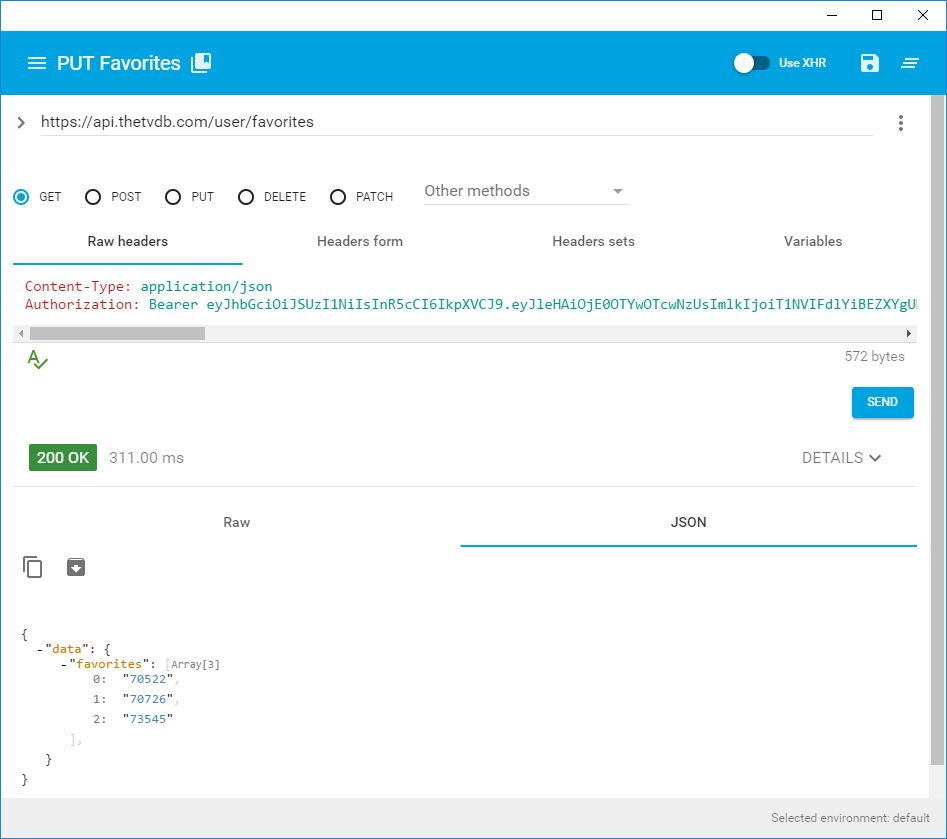 PUT Favorites
Use XHR
https://api.thetvdb.com/user/favorites
GET POST PUT DELETE PATCH Other methods
Raw headers Headers form Headers sets Variables
Content-Type: application/json
Authorization: Bearer eyJhbGciOiJSUzI1NiIsInR5cCI6IkpXVCJ9.eyJleHAiOjE0OTYwOTcwNzUsImlkIjoiT1NVIFdlYiBEZXYgU
572 bytes
SEND
200 OK 311.00 ms DETAILS
Raw JSON
{
-"data": {
-"favorites": [Array[3]
0: "70522",
1: "70726",
2: "73545"
],
}
}
Selected environment: default